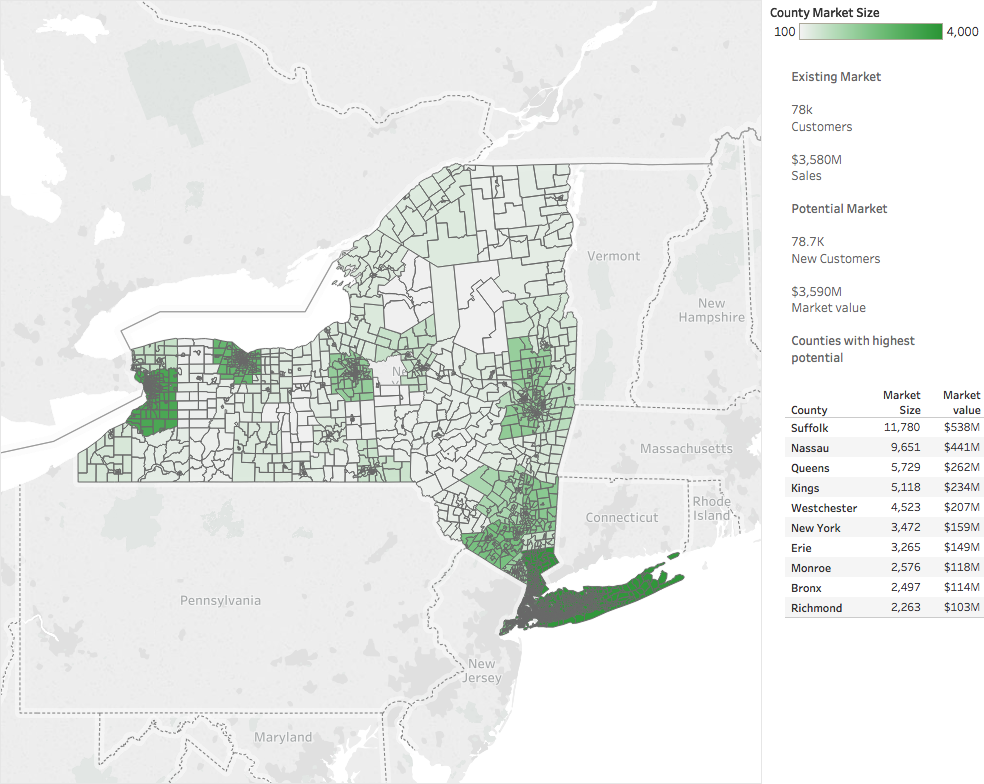 County Market Size
100 4,000
Existing Market
78k
Customers
$3,580M
Sales
Potential Market
78.7K
New Customers
$3,590M
Market value
Counties with highest
potential
County Market Size Market value
Suffolk 11,780 $538M
Nassau 9,651 $441M
Queens 5,729 $262M
Kings 5,118 $234M
Westchester 4,523 $207M
New York 3,472 $159M
Erie 3,265 $149M
Monroe 2,576 $118M
Bronx 2,497 $114M
Richmond 2,263 $103M
Vermont
New
Hampshire
Massachusetts
Rhode
Island
Connecticut
Pennsylvania
New
Jersey
Maryland